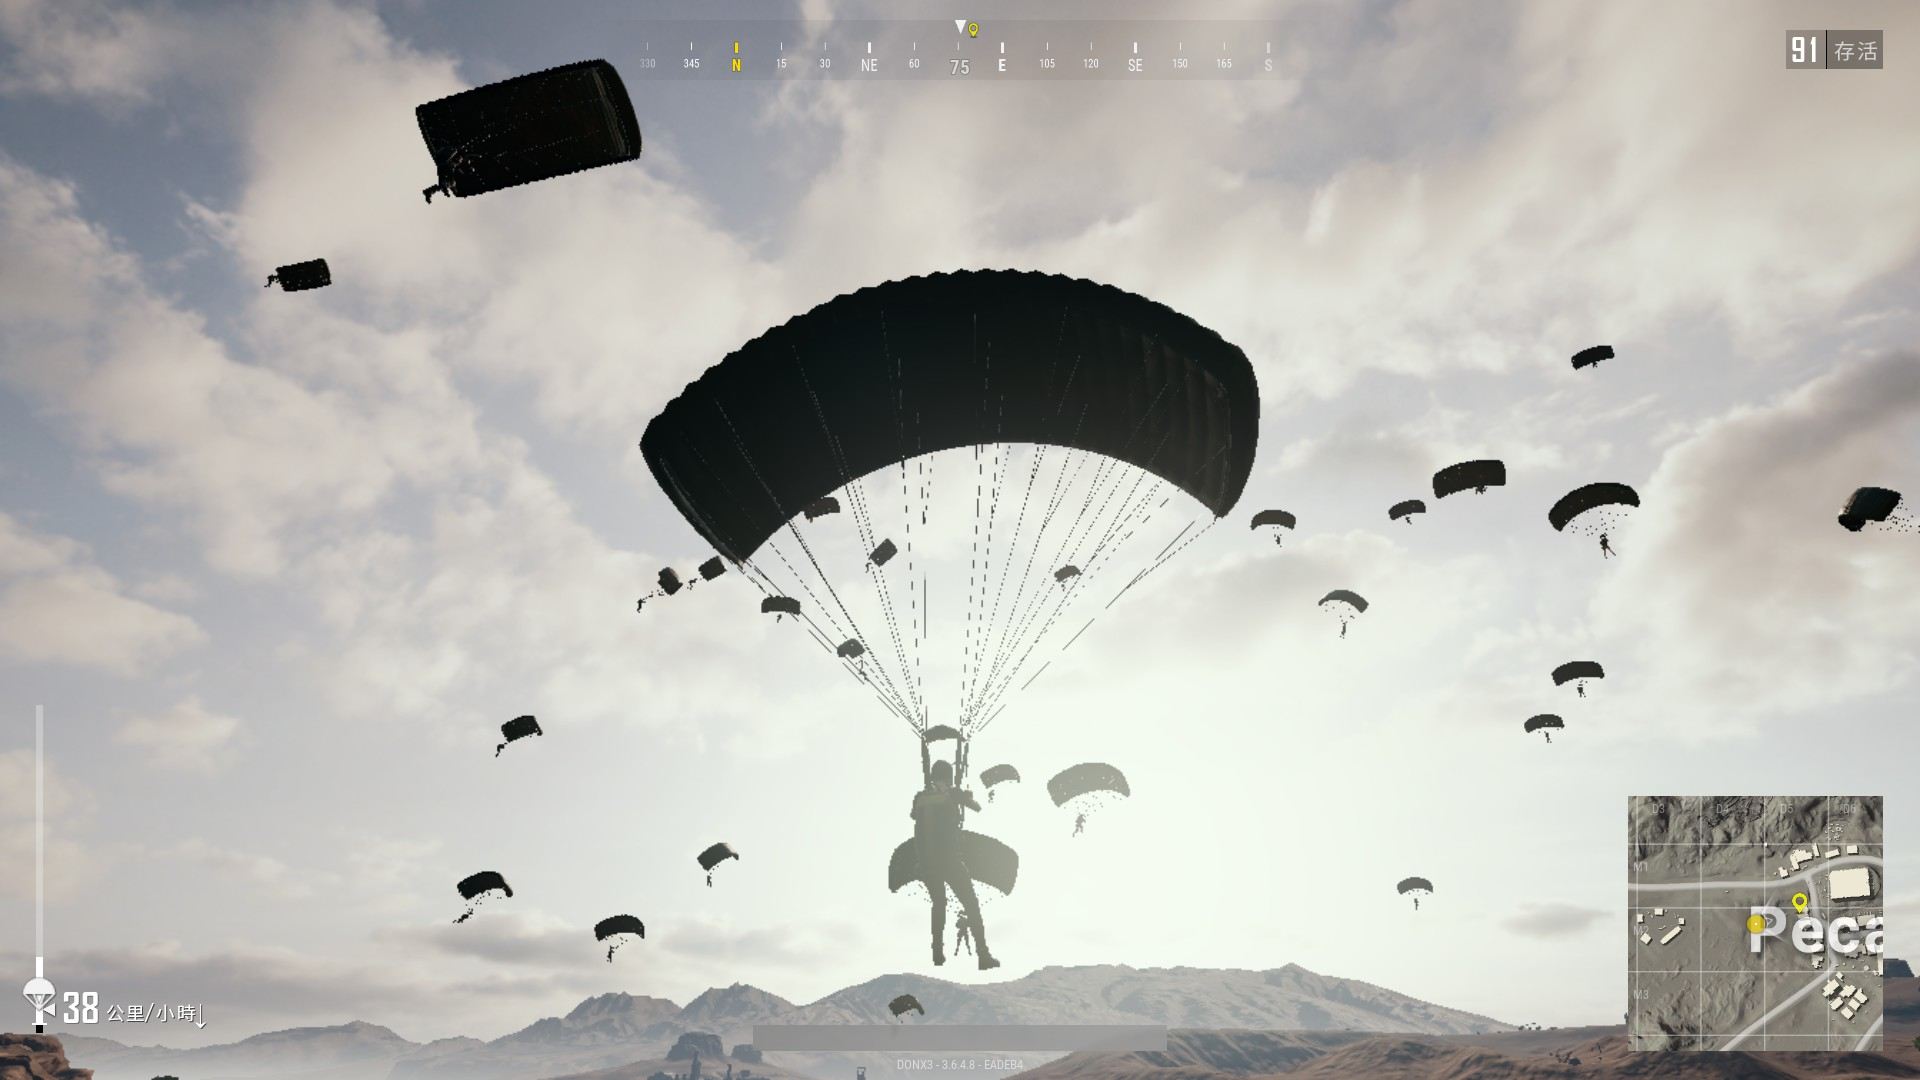 330 345 N 15 30 NE 60 75 E 105 120 SE 150 165 S
91 存活
D3 D4 D5 D6
M1
M2
Peca
M3
38 公里/小時↓
DONX3 - 3.6.4.8 - EADEB4